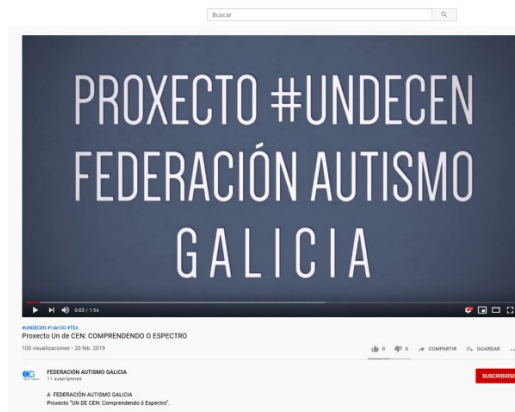 Buscar
PROXECTO #UNDECEN
FEDERACIÓN AUTISMO
GALICIA
0:03 / 1:54
#UNDECEN #1de100 #TEA
Proxecto Un de CEN: COMPRENDENDO O ESPECTRO
100 visualizaciones • 20 feb. 2019
0
0
COMPARTIR
GUARDAR
...
FEDERACIÓN AUTISMO GALICIA
11 suscriptores
SUSCRIBIRSE
A FEDERACIÓN AUTISMO GALICIA
Proxecto "UN DE CEN: Comprendendo ó Espectro".